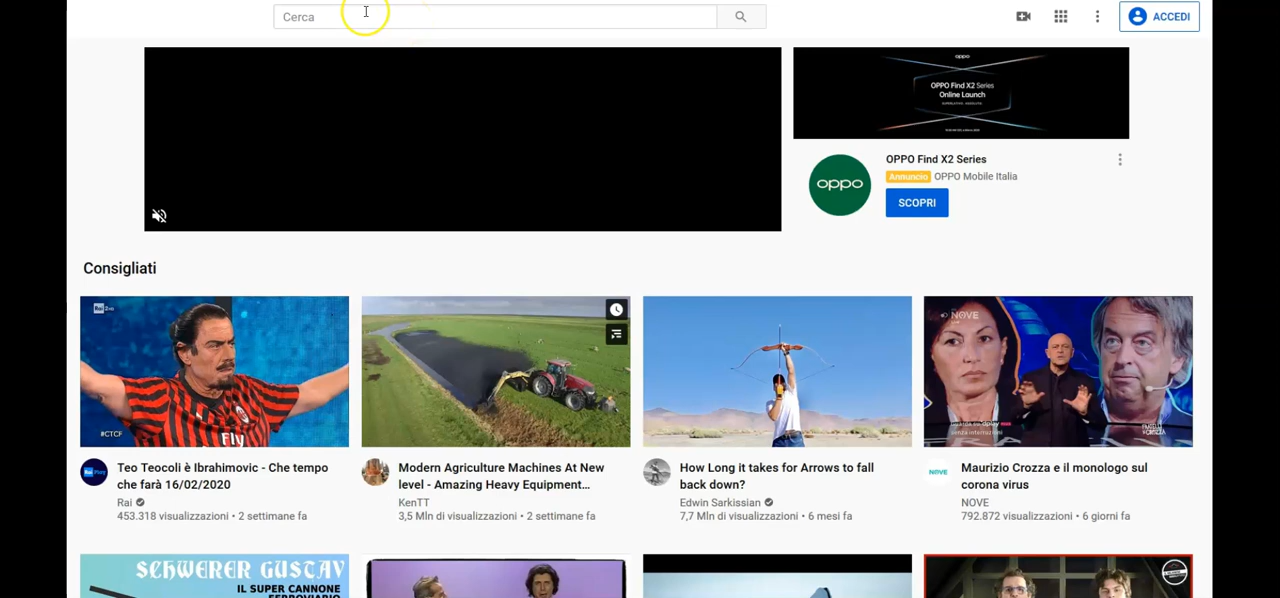 Cerca
ACCEDI
oppo
OPPO Find X2 Series
Online Launch
OPPO Find X2 Series
Annuncio OPPO Mobile Italia
oppo
SCOPRI
Consigliati
Rai 2
#CTCF
Fly
NOVE
Teo Teocoli è Ibrahimovic - Che tempo
che farà 16/02/2020
Rai
453.318 visualizzazioni • 2 settimane fa
Modern Agriculture Machines At New
level - Amazing Heavy Equipment...
KenTT
3,5 Mln di visualizzazioni • 2 settimane fa
How Long it takes for Arrows to fall
back down?
Edwin Sarkissian
7,7 Mln di visualizzazioni • 6 mesi fa
NOVE
Maurizio Crozza e il monologo sul
corona virus
NOVE
792.872 visualizzazioni • 6 giorni fa
SCHWERER GUSTAV
IL SUPER CANNONE
FERROVIARIO